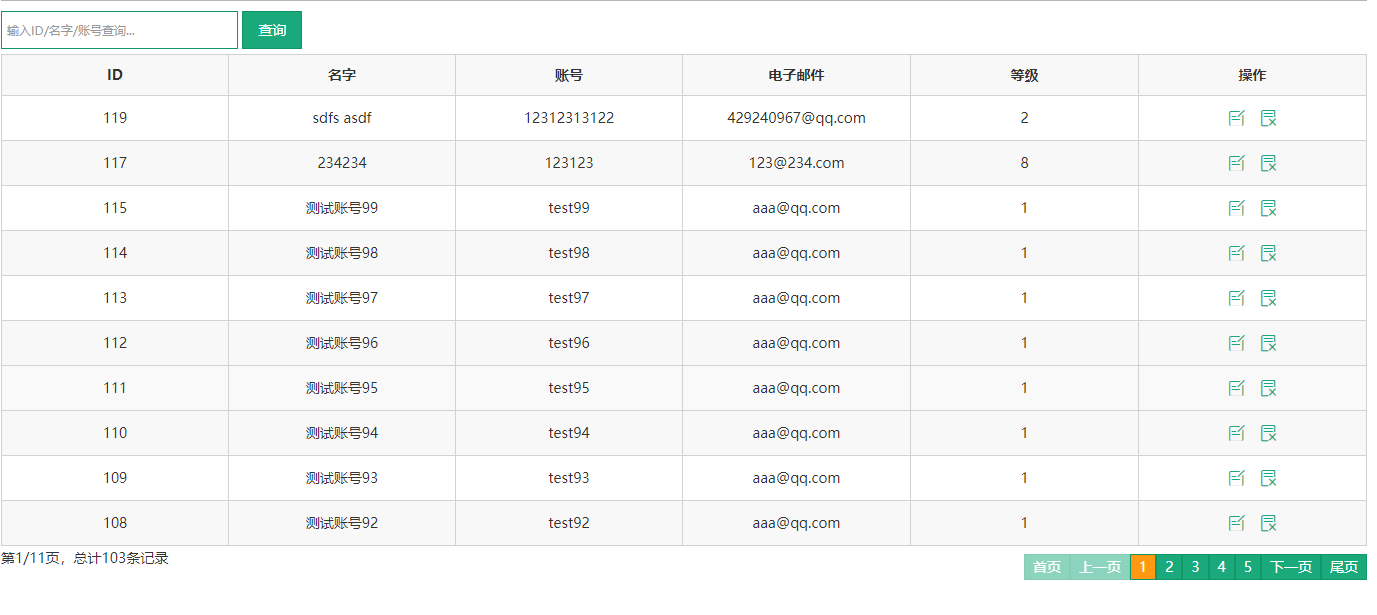 输入ID/名字/账号查询... 查询
ID 名字 账号 电子邮件 等级 操作
119 sdfs asdf 12312313122 429240967@qq.com 2
117 234234 123123 123@234.com 8
115 测试账号99 test99 aaa@qq.com 1
114 测试账号98 test98 aaa@qq.com 1
113 测试账号97 test97 aaa@qq.com 1
112 测试账号96 test96 aaa@qq.com 1
111 测试账号95 test95 aaa@qq.com 1
110 测试账号94 test94 aaa@qq.com 1
109 测试账号93 test93 aaa@qq.com 1
108 测试账号92 test92 aaa@qq.com 1
第1/11页，总计103条记录 首页 上一页 1 2 3 4 5 下一页 尾页